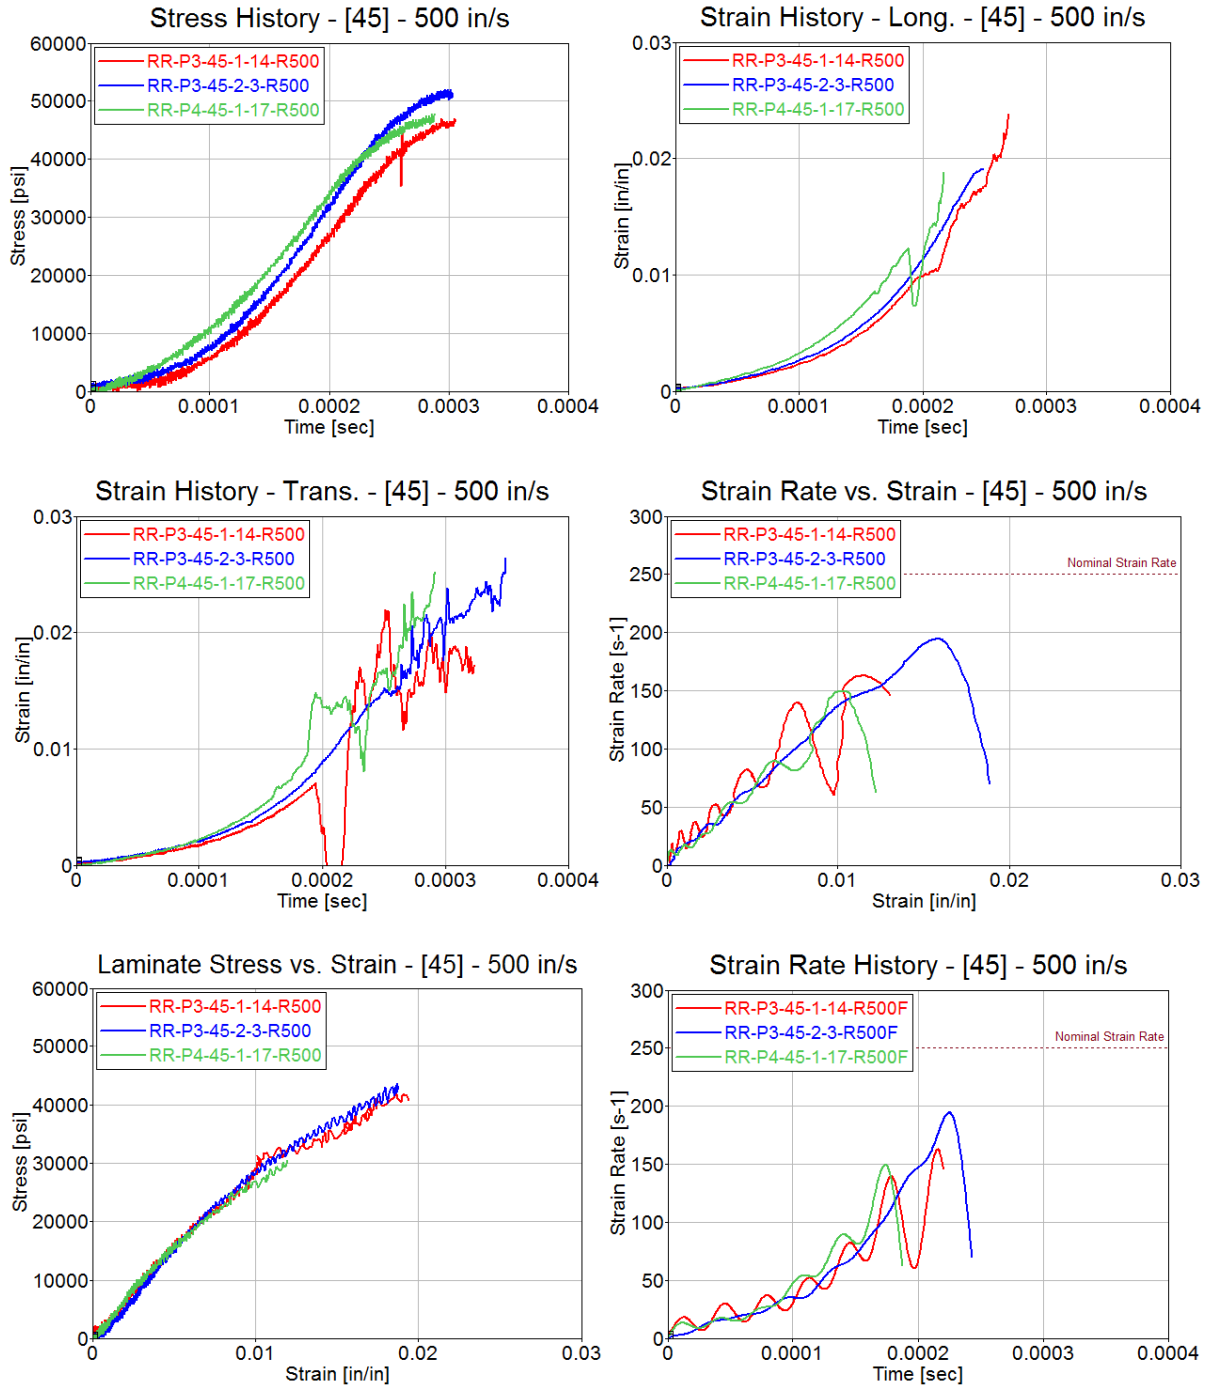 Stress History - [45] - 500 in/s
60000
50000
40000
30000
20000
10000
0
Stress [psi]
RR-P3-45-1-14-R500
RR-P3-45-2-3-R500
RR-P4-45-1-17-R500
0 0.0001 0.0002 0.0003 0.0004
Time [sec]
Strain History - Long. - [45] - 500 in/s
0.03
0.02
0.01
0
Strain [in/in]
RR-P3-45-1-14-R500
RR-P3-45-2-3-R500
RR-P4-45-1-17-R500
0 0.0001 0.0002 0.0003 0.0004
Time [sec]
Strain History - Trans. - [45] - 500 in/s
0.03
0.02
0.01
0
Strain [in/in]
RR-P3-45-1-14-R500
RR-P3-45-2-3-R500
RR-P4-45-1-17-R500
0 0.0001 0.0002 0.0003 0.0004
Time [sec]
Strain Rate vs. Strain - [45] - 500 in/s
300
250
200
150
100
50
0
Strain Rate [s-1]
RR-P3-45-1-14-R500
RR-P3-45-2-3-R500
RR-P4-45-1-17-R500
Nominal Strain Rate
0 0.01 0.02 0.03
Strain [in/in]
Laminate Stress vs. Strain - [45] - 500 in/s
60000
50000
40000
30000
20000
10000
0
Stress [psi]
RR-P3-45-1-14-R500
RR-P3-45-2-3-R500
RR-P4-45-1-17-R500
0 0.01 0.02 0.03
Strain [in/in]
Strain Rate History - [45] - 500 in/s
300
250
200
150
100
50
0
Strain Rate [s-1]
RR-P3-45-1-14-R500F
RR-P3-45-2-3-R500F
RR-P4-45-1-17-R500F
Nominal Strain Rate
0 0.0001 0.0002 0.0003 0.0004
Time [sec]